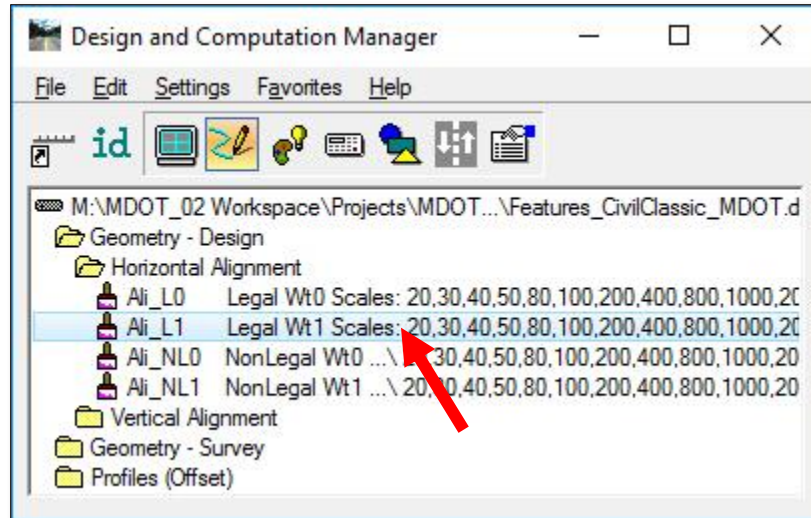 Design and Computation Manager
File Edit Settings Favorites Help
id
M:\MDOT_02 Workspace\Projects\MDOT...\Features_CivilClassic_MDOT.d
Geometry - Design
Horizontal Alignment
Ali_L0 Legal Wt0 Scales: 20,30,40,50,80,100,200,400,800,1000,20
Ali_L1 Legal Wt1 Scales: 20,30,40,50,80,100,200,400,800,1000,20
Ali_NL0 NonLegal Wt0 ...\ 30,40,50,80,100,200,400,800,1000,20
Ali_NL1 NonLegal Wt1 ...\ 20,30,40,50,80,100,200,400,800,1000,20
Vertical Alignment
Geometry - Survey
Profiles (Offset)